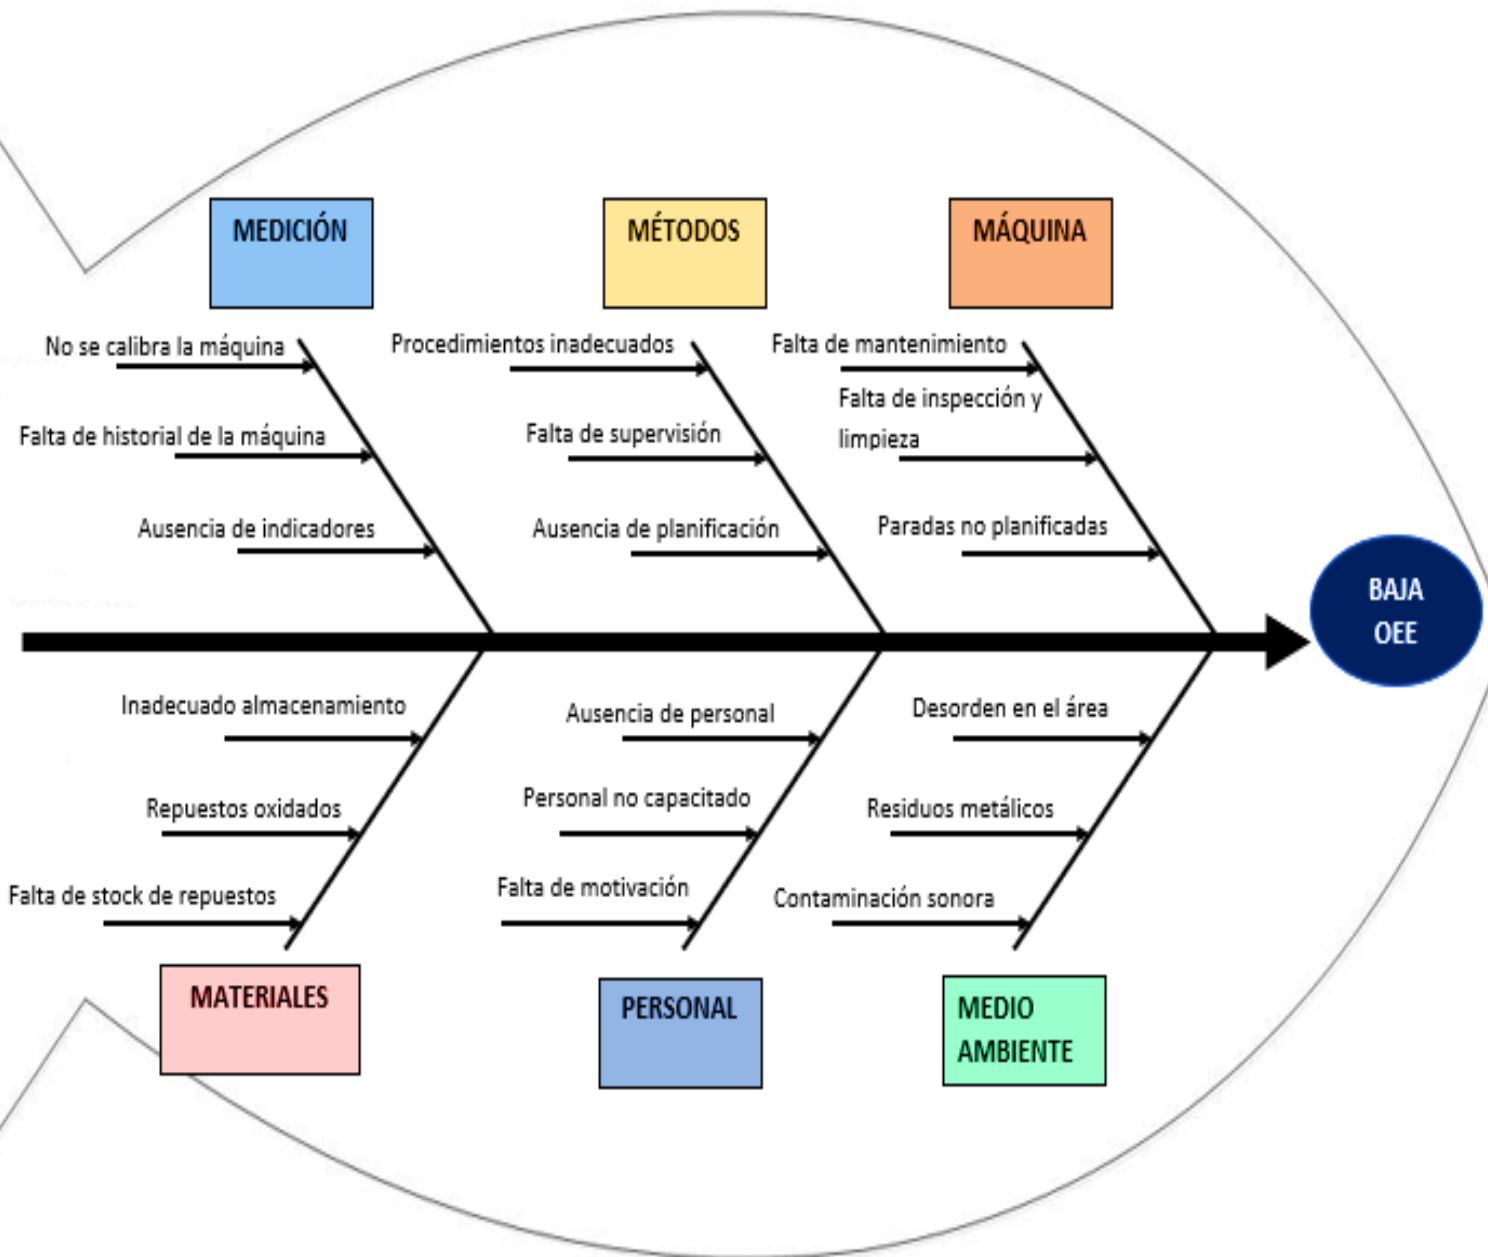 MEDICIÓN
MÉTODOS
MÁQUINA
No se calibra la máquina
Procedimientos inadecuados
Falta de mantenimiento
Falta de historial de la máquina
Falta de supervisión
Falta de inspección y
limpieza
Ausencia de indicadores
Ausencia de planificación
Paradas no planificadas
BAJA
OEE
Inadecuado almacenamiento
Ausencia de personal
Desorden en el área
Repuestos oxidados
Personal no capacitado
Residuos metálicos
Falta de stock de repuestos
Falta de motivación
Contaminación sonora
MATERIALES
PERSONAL
MEDIO
AMBIENTE